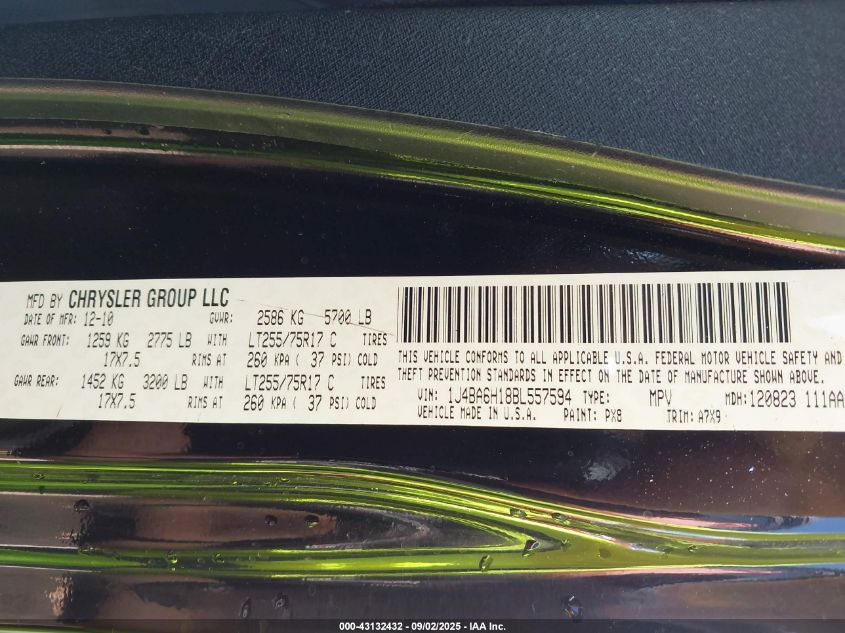 MFD BY CHRYSLER GROUP LLC
DATE OF MFR: 12-10 GVWR: 2586 KG 5700 LB
GAWR FRONT: 1259 KG 2775 LB WITH LT255/75R17 C TIRES
17X7.5 RIMS AT 260 KPA ( 37 PSI) COLD
GAWR REAR: 1452 KG 3200 LB WITH LT255/75R17 C TIRES
17X7.5 RIMS AT 260 KPA ( 37 PSI) COLD
THIS VEHICLE CONFORMS TO ALL APPLICABLE U.S.A. FEDERAL MOTOR VEHICLE SAFETY AND
THEFT PREVENTION STANDARDS IN EFFECT ON THE DATE OF MANUFACTURE SHOWN ABOVE.
VIN: 1J4BA6H18BL557594 TYPE: MPV MDH: 120823 111AA
VEHICLE MADE IN U.S.A. PAINT: PX8 TRIM: A7X9
000-43132432 - 09/02/2025 - IAA Inc.